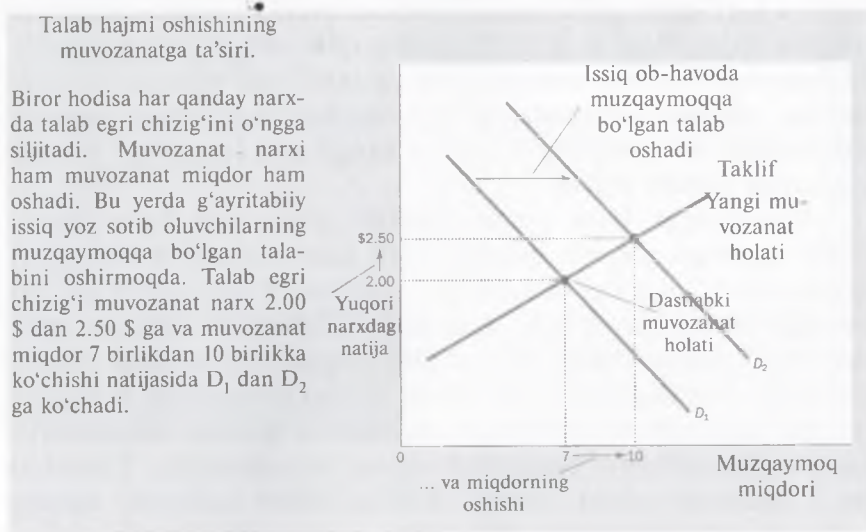 Talab hajmi oshishining
muvozanatga ta’siri.
Biror hodisa har qanday narx-
da talab egri chizig‘ini o‘ngga
siljitadi. Muvozanat - narxi
ham muvozanat miqdor ham
oshadi. Bu yerda g‘ayritabiiy
issiq yoz sotib oluvchilarning
muzqaymoqqa bo‘lgan tala-
bini oshirmoqda. Talab egri
chizig‘i muvozanat narx 2.00
$ dan 2.50 $ ga va muvozanat
miqdor 7 birlikdan 10 birlikka
ko‘chishi natijasida D₁ dan D₂
ga ko‘chadi.
Issiq ob-havoda
muzqaymoqqa
bo‘lgan talab
oshadi
Taklif
Yangi mu-
vozanat
holati
$2.50
2.00
Yuqori
narxdagi
natija
Dastlabki
muvozanat
holati
D₂
D₁
0
7
10
Muzqaymoq
miqdori
... va miqdorning
oshishi